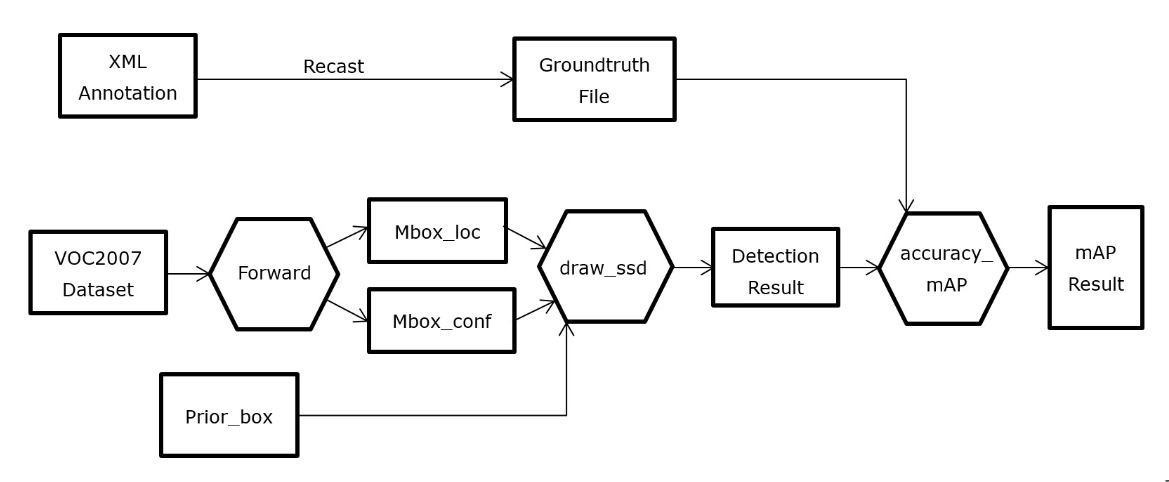 XML
Annotation
Recast
Groundtruth
File
VOC2007
Dataset
Forward
Mbox_loc
Mbox_conf
Prior_box
draw_ssd
Detection
Result
accuracy_
mAP
mAP
Result